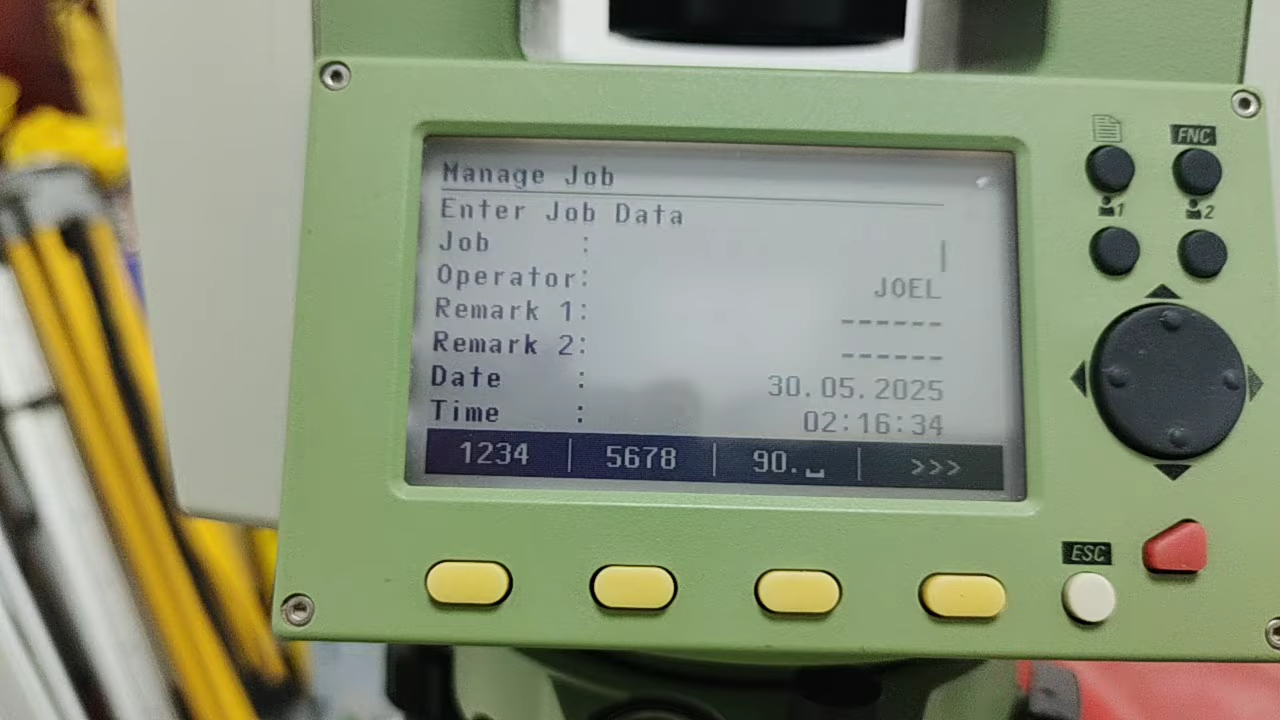 Manage Job
Enter Job Data
Job :
Operator: JOEL
Remark 1: ------
Remark 2: ------
Date : 30.05.2025
Time : 02:16:34
1234 | 5678 | 90.␣ | >>>
FNC
1 2
ESC